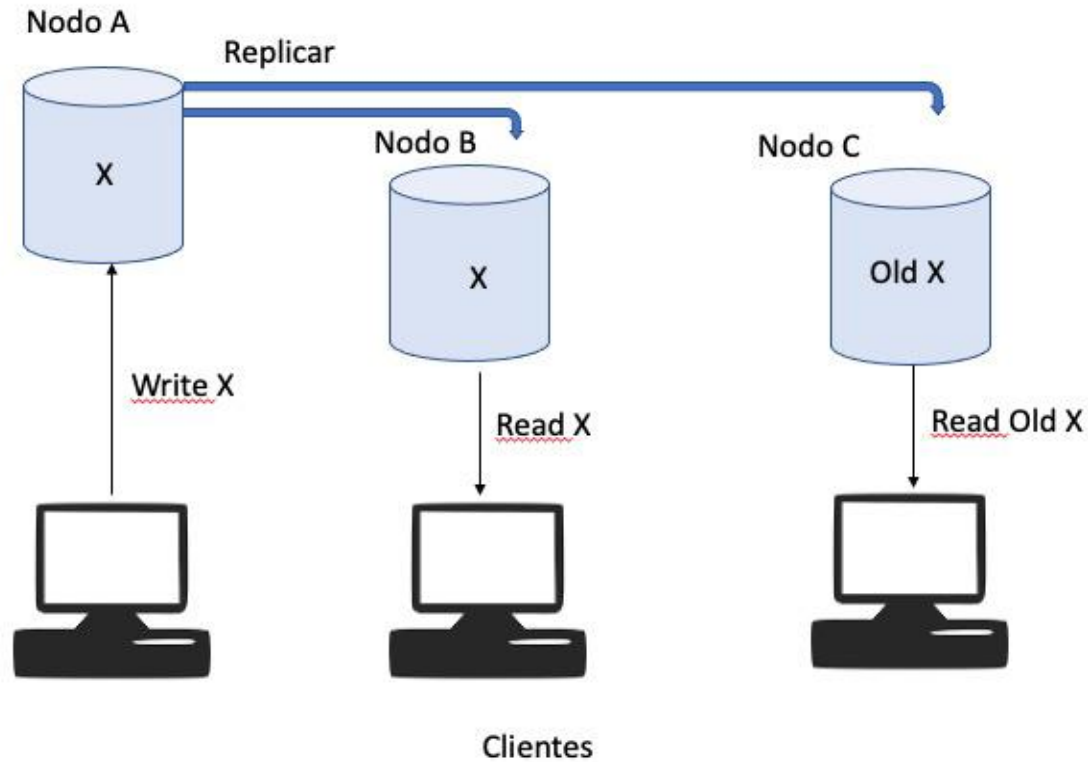 Nodo A
Replicar
X
Nodo B
Nodo C
X
Old X
Write X
Read X
Read Old X
Clientes